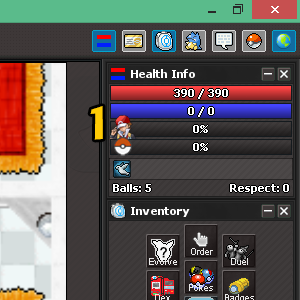 Health Info
390 / 390
0 / 0
1
0%
0%
Balls: 5 Respect: 0
Inventory
Evolve Order Duel
Dex Pokes Badges